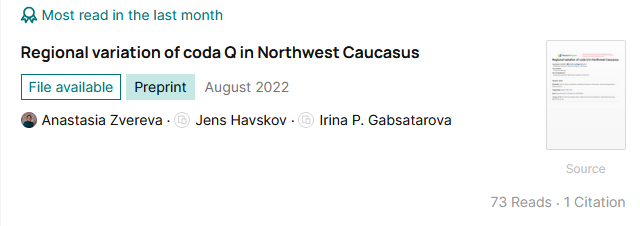 Most read in the last month
Regional variation of coda Q in Northwest Caucasus
File available Preprint August 2022
Anastasia Zvereva · Jens Havskov · Irina P. Gabsatarova
Source
73 Reads · 1 Citation